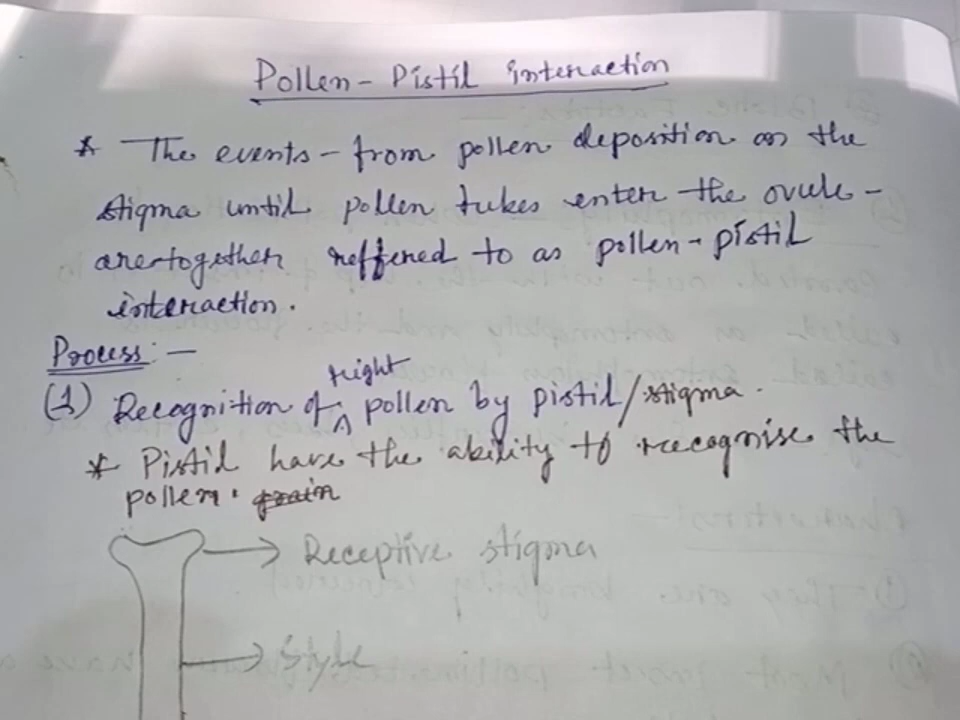 Pollen - Pistil interaction
* The events - from pollen deposition on the
stigma until pollen tubes enter the ovule -
are together reffered to as pollen - pistil
interaction.
Process: -
(1) Recognition of right pollen by pistil/stigma.
* Pistil have the ability to recognise the
pollen. grain
Receptive stigma
Style